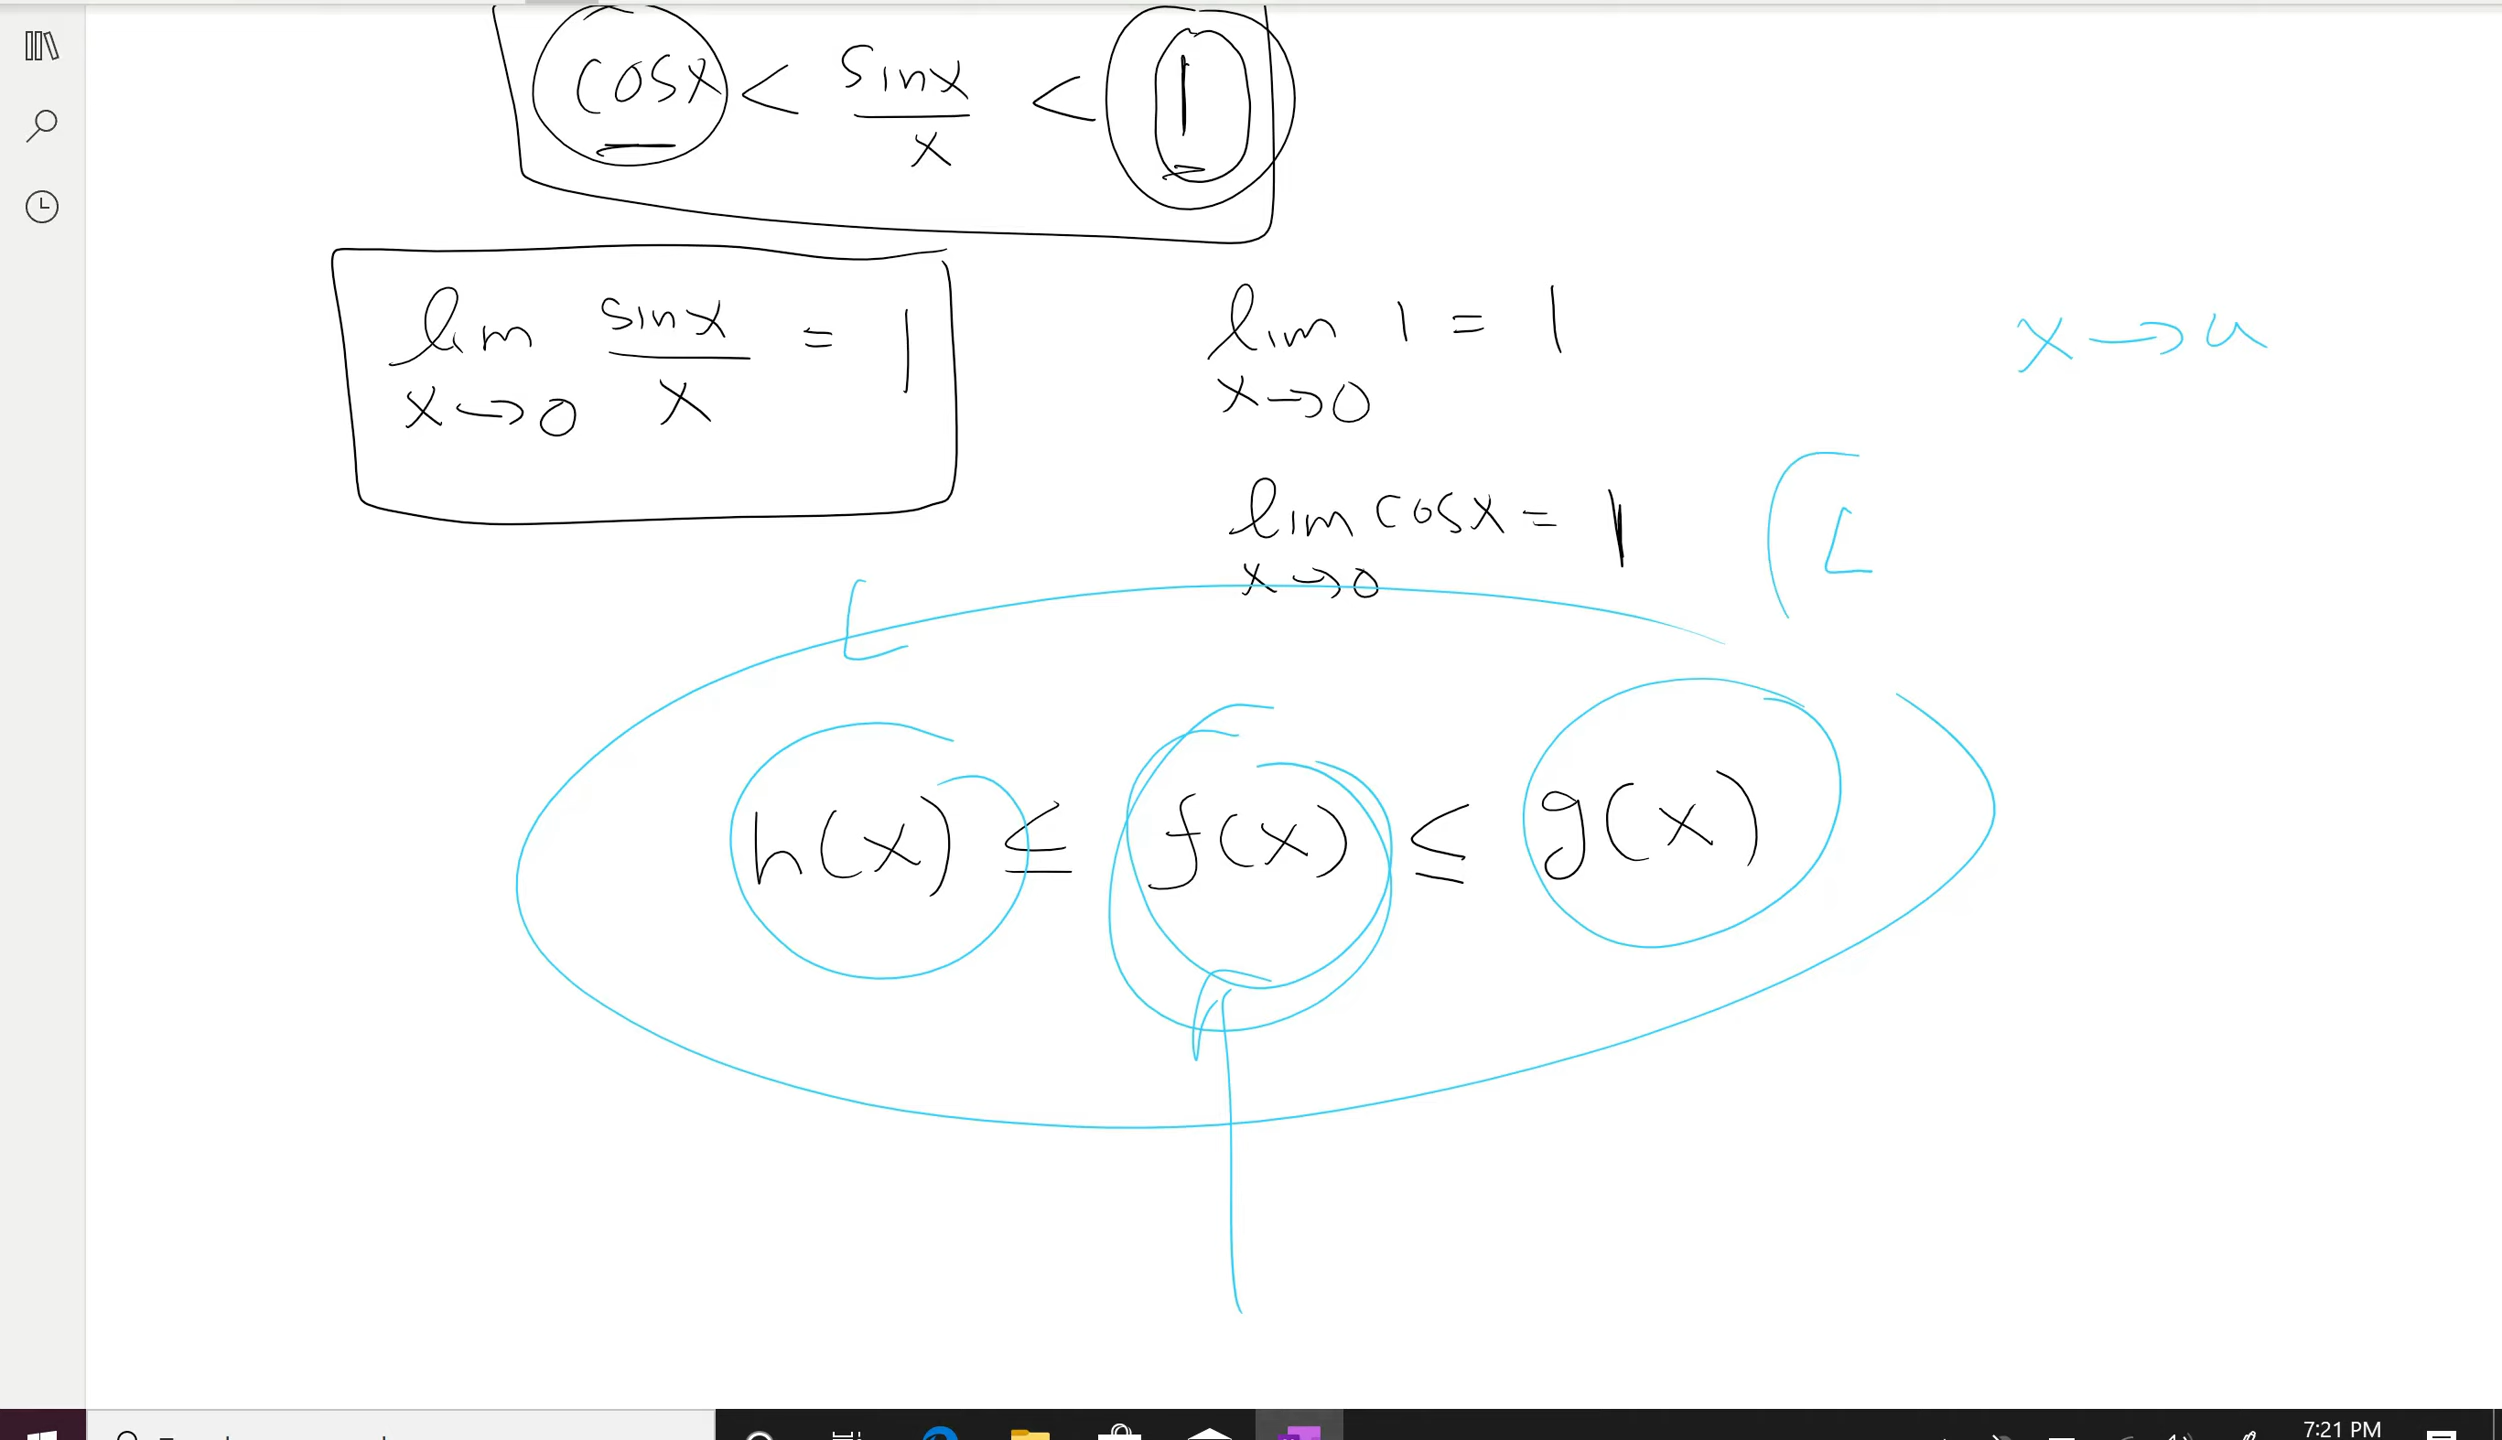 cosx < sinx/x < 1
lim x→0 sinx/x = 1
lim x→0 1 = 1
x→a
lim x→0 cosx = 1
L
L
h(x) ≤ f(x) ≤ g(x)
7:21 PM